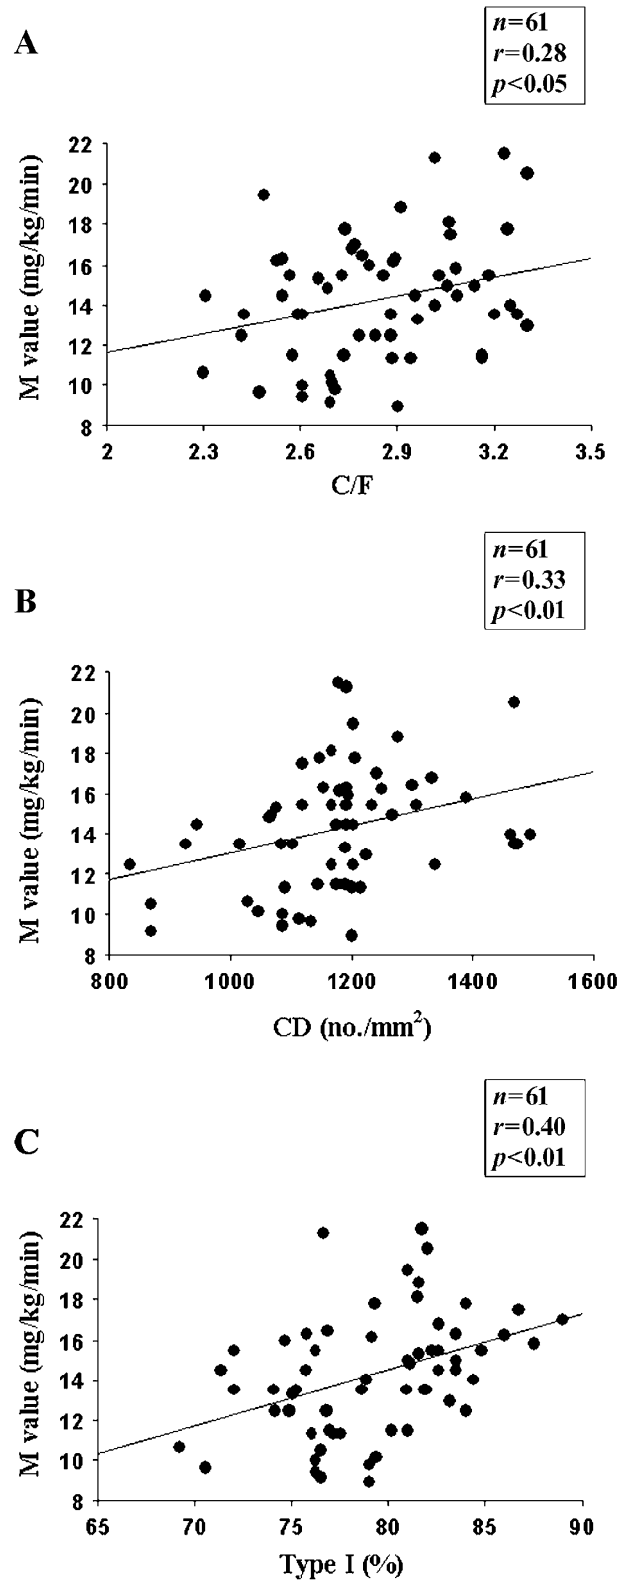 A
n=61
r=0.28
p<0.05
M value (mg/kg/min)
22
20
18
16
14
12
10
8
2 2.3 2.6 2.9 3.2 3.5
C/F
B
n=61
r=0.33
p<0.01
M value (mg/kg/min)
22
20
18
16
14
12
10
8
800 1000 1200 1400 1600
CD (no./mm²)
C
n=61
r=0.40
p<0.01
M value (mg/kg/min)
22
20
18
16
14
12
10
8
65 70 75 80 85 90
Type I (%)